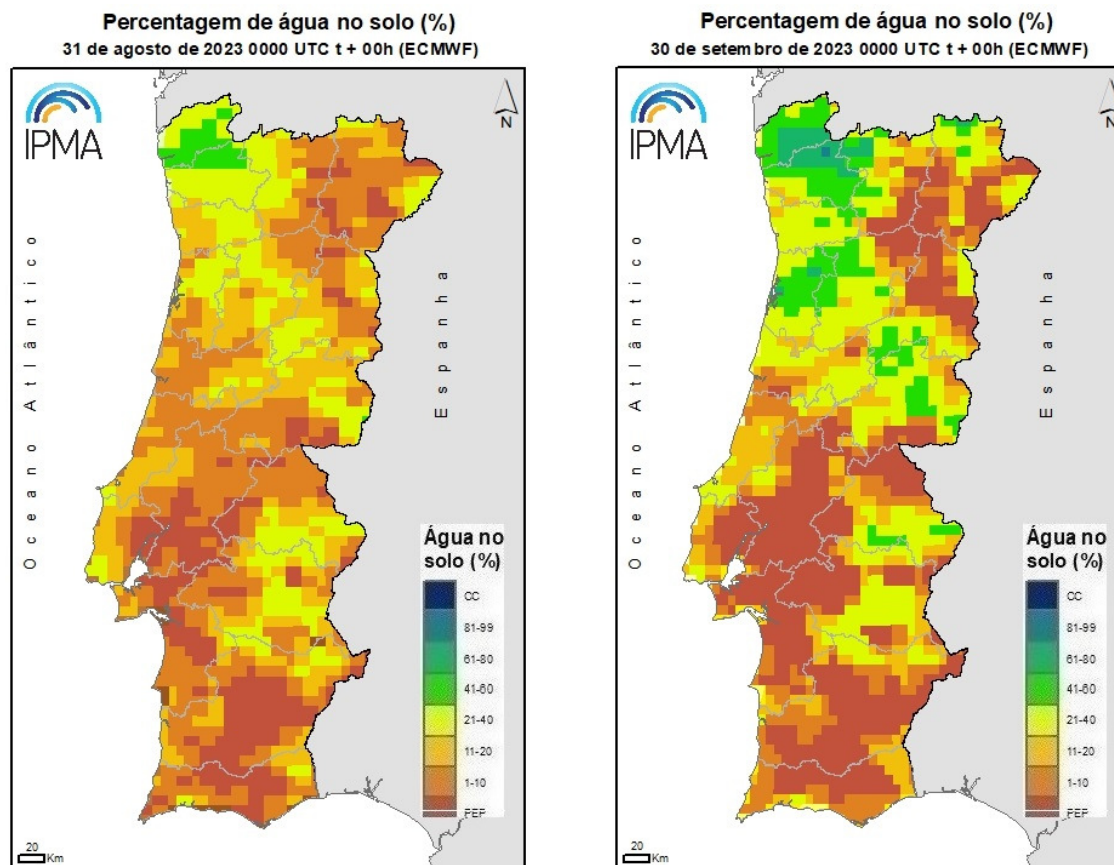 Percentagem de água no solo (%)
31 de agosto de 2023 0000 UTC t + 00h (ECMWF)
IPMA
N
Oceano Atlântico
Espanha
Água no
solo (%)
CC
81-99
61-80
41-60
21-40
11-20
1-10
PEP
20
Km
Percentagem de água no solo (%)
30 de setembro de 2023 0000 UTC t + 00h (ECMWF)
IPMA
N
Oceano Atlântico
Espanha
Água no
solo (%)
CC
81-99
61-80
41-60
21-40
11-20
1-10
PEP
20
Km